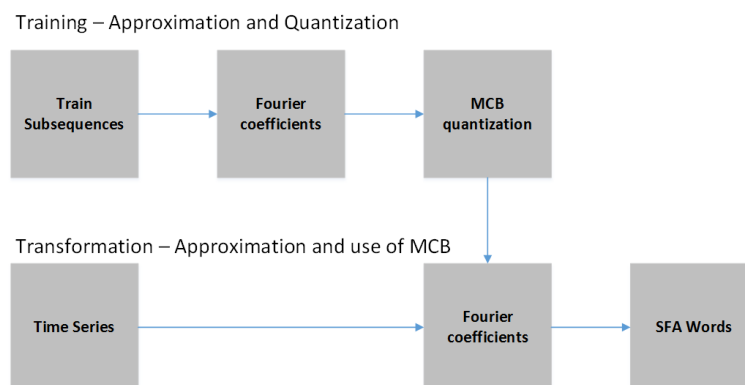 Training – Approximation and Quantization
Train
Subsequences
Fourier
coefficients
MCB
quantization
Transformation – Approximation and use of MCB
Time Series
Fourier
coefficients
SFA Words